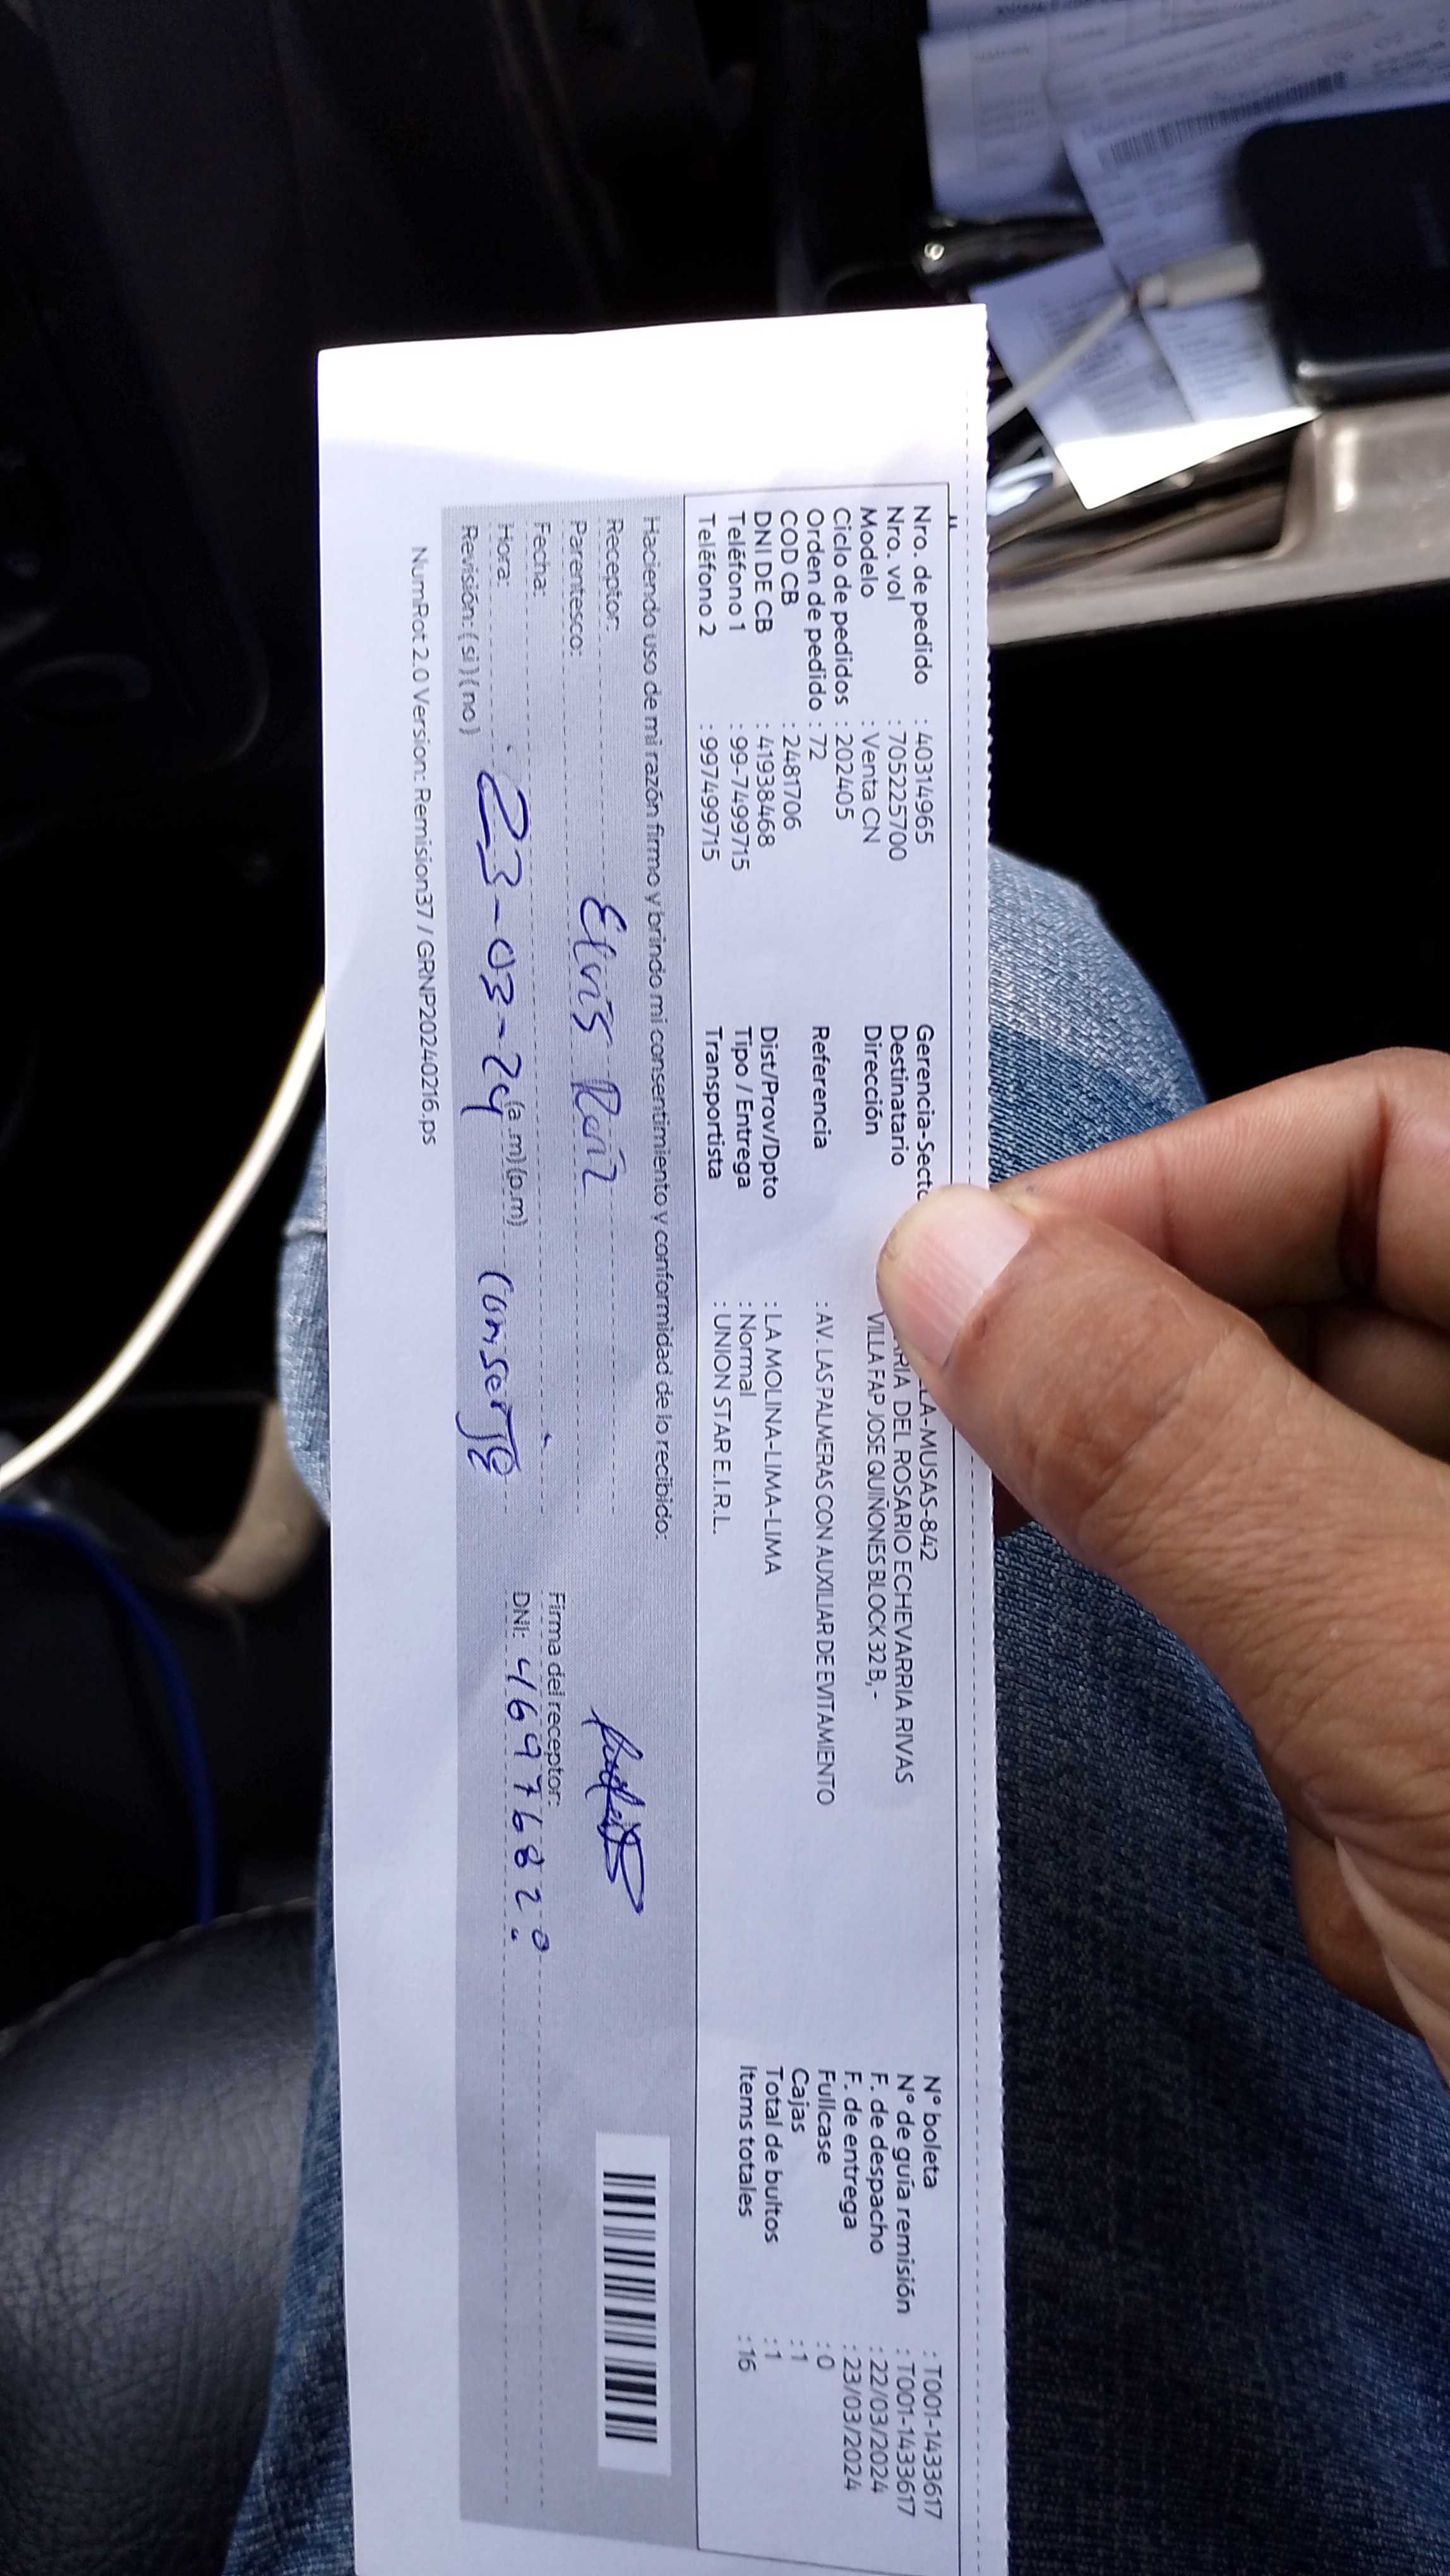 Nro. de pedido : 40314965
Nro. vol : 705225700
Modelo : Venta CN
Ciclo de pedidos : 202405
Orden de pedido : 72
COD CB : 2481706
DNI DE CB : 41938468
Teléfono 1 : 99-7499715
Teléfono 2 : 997499715
Gerencia-Secto LA-MUSAS-842
Destinatario RIA DEL ROSARIO ECHEVARRIA RIVAS
Dirección VILLA FAP JOSE QUIÑONES BLOCK 32 B, -
Referencia : AV. LAS PALMERAS CON AUXILIAR DE EVITAMIENTO
Dist/Prov/Dpto : LA MOLINA-LIMA-LIMA
Tipo / Entrega : Normal
Transportista : UNION STAR E.I.R.L.
N° boleta : T001-1433617
N° de guía remisión : T001-1433617
F. de despacho : 22/03/2024
F. de entrega : 23/03/2024
Fullcase : 0
Cajas : 1
Total de bultos : 1
Items totales : 16
Haciendo uso de mi razón firmo y brindo mi consentimiento y conformidad de lo recibido:
Receptor:
Parentesco: Elvis Ruiz
Fecha:
Hora: 23-03-24 (a.m) (p.m) Conserje
Revisión: ( si ) ( no )
Firma del receptor:
DNI: 46976828
NumRot 2.0 Version: Remision37 / GRNP20240216.ps